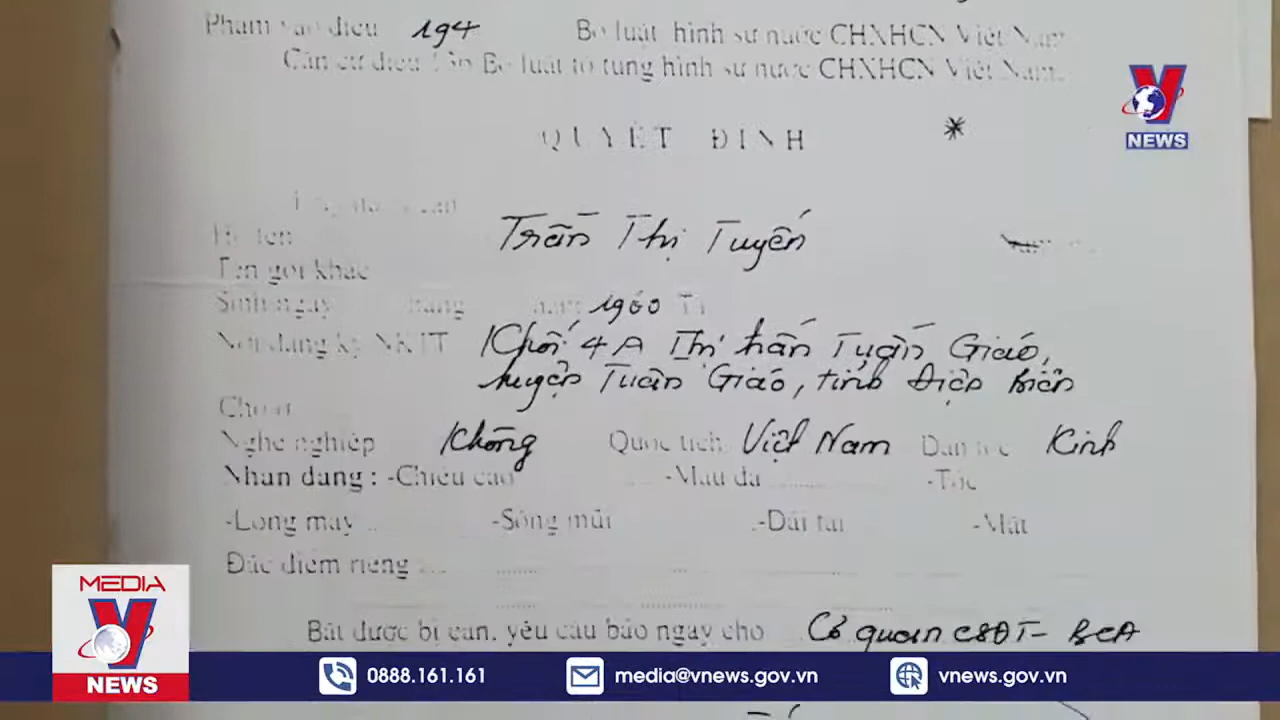 Phạm vào điều 194 Bộ luật hình sự nước CHXHCN Việt Nam
Căn cứ điều Bộ luật tố tụng hình sự nước CHXHCN Việt Nam.
QUYẾT ĐỊNH *
V NEWS
Họ tên Trần Thị Tuyến
Tên gọi khác
Sinh ngày tháng năm 1960
Nơi đăng ký NKTT Khối 4A Thị trấn Tuần Giáo,
huyện Tuần Giáo, tỉnh Điện Biên
Chỗ ở
Nghề nghiệp Không Quốc tịch Việt Nam Dân tộc Kinh
Nhân dạng : -Chiều cao -Màu da -Tóc
-Lông mày -Sống mũi -Dái tai -Mắt
Đặc điểm riêng
Bắt được bị can, yêu cầu báo ngay cho Cơ quan CSĐT- BCA
MEDIA
V NEWS
0888.161.161 media@vnews.gov.vn vnews.gov.vn